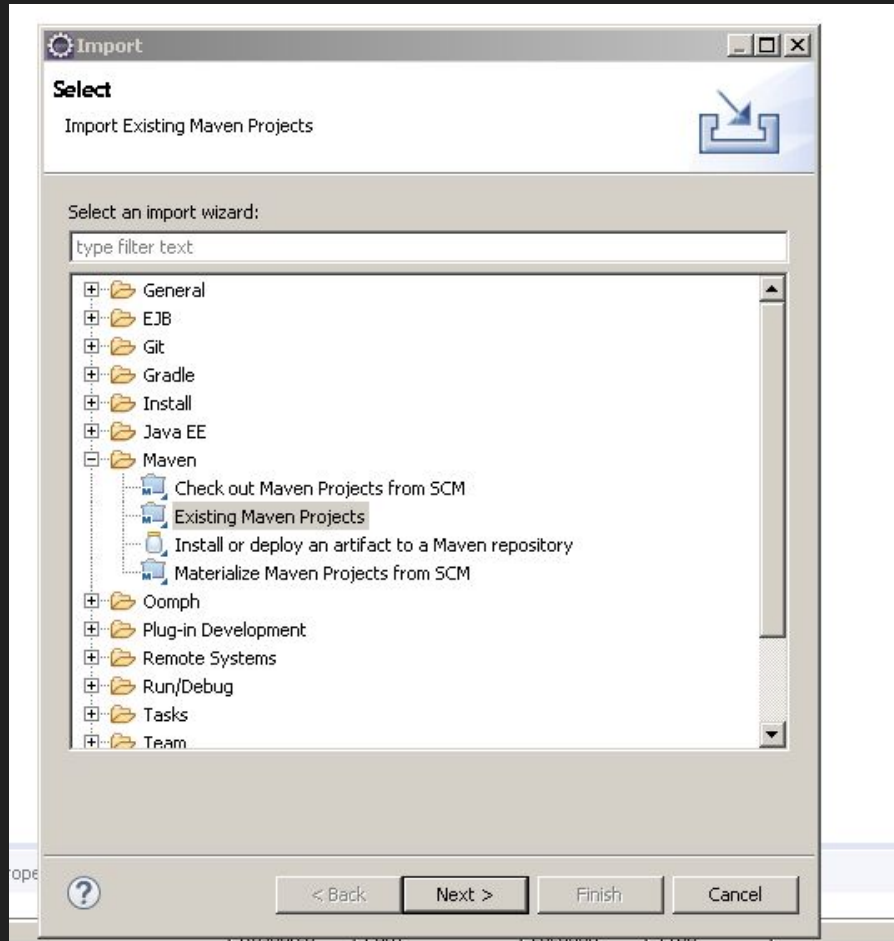 Import
Select
Import Existing Maven Projects
Select an import wizard:
type filter text
General
EJB
Git
Gradle
Install
Java EE
Maven
Check out Maven Projects from SCM
Existing Maven Projects
Install or deploy an artifact to a Maven repository
Materialize Maven Projects from SCM
Oomph
Plug-in Development
Remote Systems
Run/Debug
Tasks
Team
ope
?
< Back
Next >
Finish
Cancel